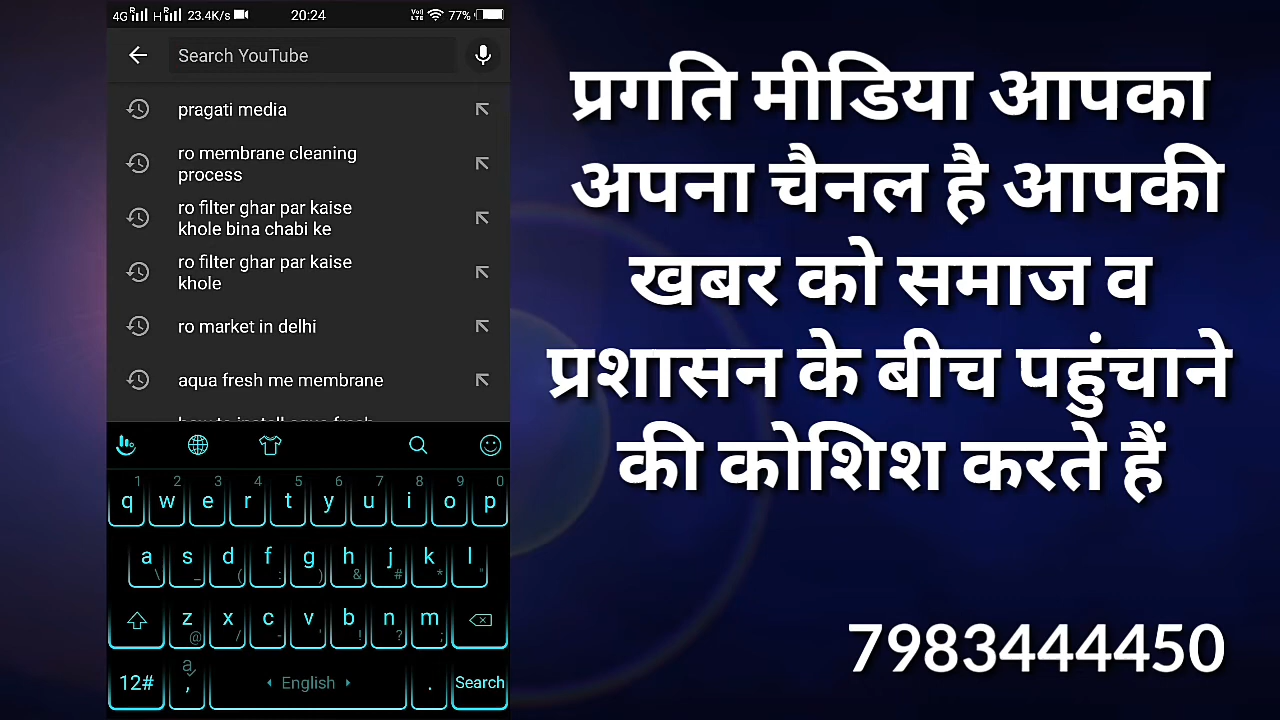 4G R H R 23.4K/s 20:24 VoLTE 77%
Search YouTube
pragati media
ro membrane cleaning
process
ro filter ghar par kaise
khole bina chabi ke
ro filter ghar par kaise
khole
ro market in delhi
aqua fresh me membrane
1 2 3 4 5 6 7 8 9 0
q w e r t y u i o p
a s d f g h j k l
\ _ ( : ) & # * "
z x c v b n m
@ / - ' ! ? ;
12# , English . Search
प्रगति मीडिया आपका
अपना चैनल है आपकी
खबर को समाज व
प्रशासन के बीच पहुंचाने
की कोशिश करते हैं
7983444450